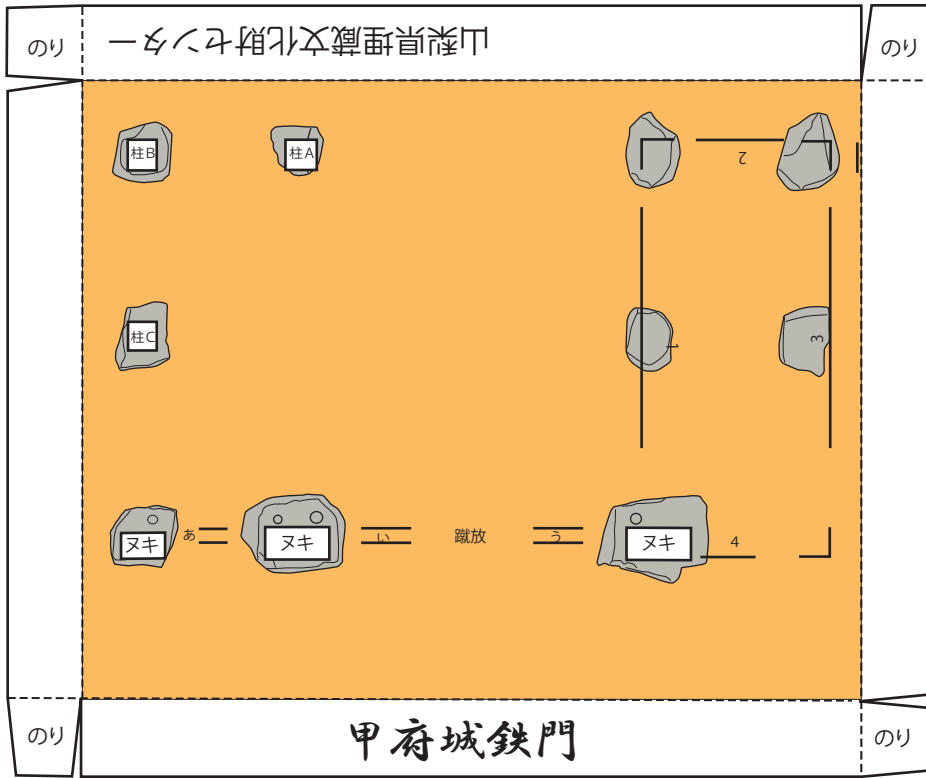 のり
山梨県埋蔵文化財センター
のり
柱B
柱A
2
柱C
1
3
ヌキ
あ
ヌキ
い
蹴放
う
ヌキ
4
のり
甲府城鉄門
のり